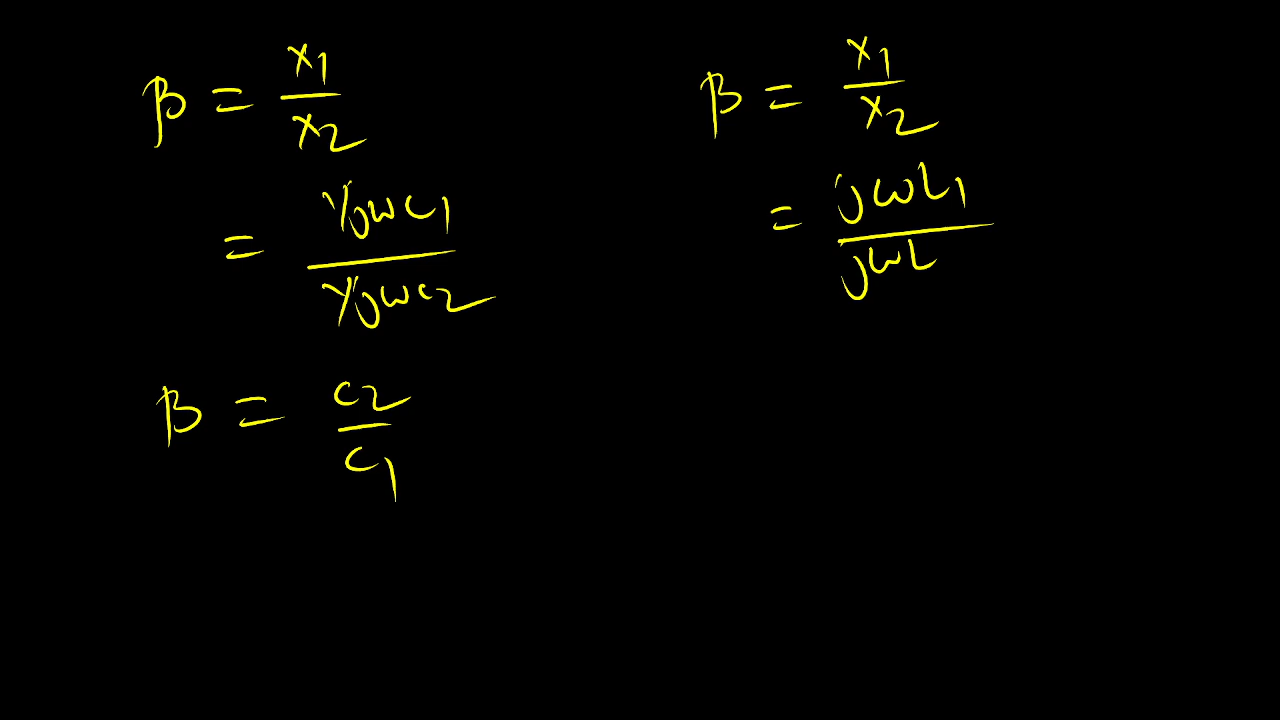 β = x1/x2
= 1/jωc1 / 1/jωc2
β = c2/c1
β = x1/x2
= jωL1 / jωL